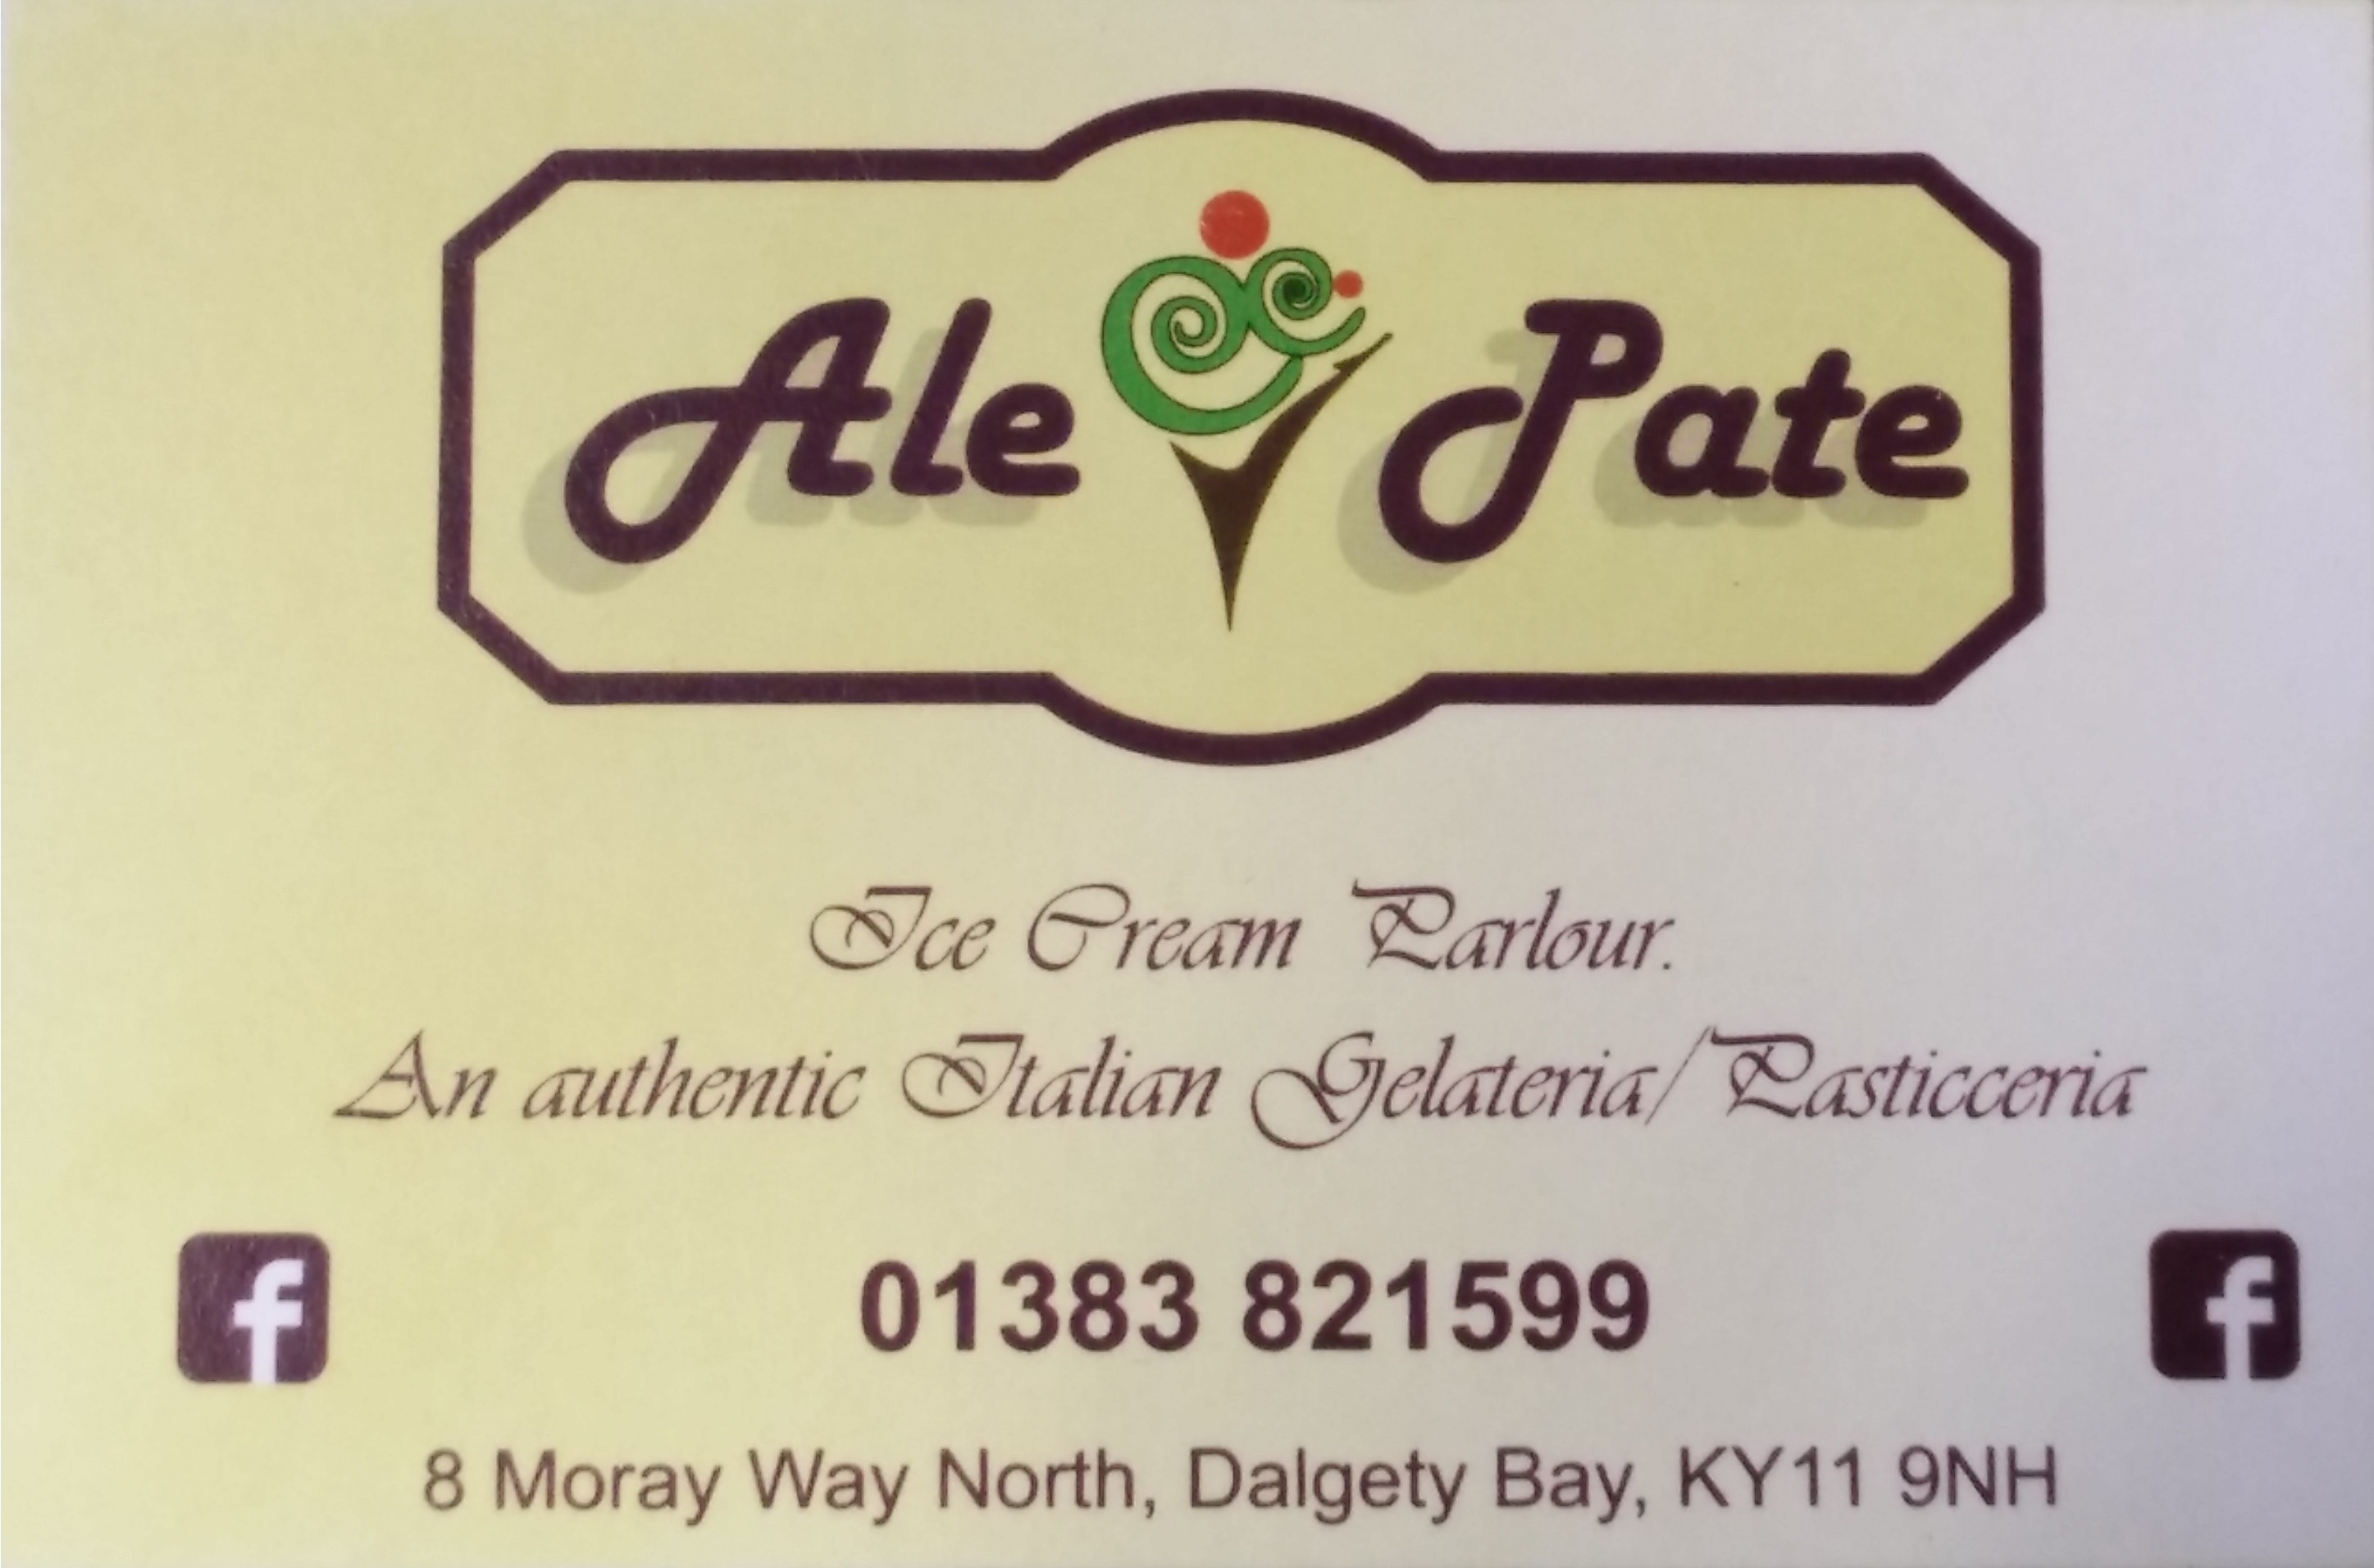 Ale Pate
Ice Cream Parlour.
An authentic Italian Gelateria/Pasticceria
f 01383 821599 f
8 Moray Way North, Dalgety Bay, KY11 9NH